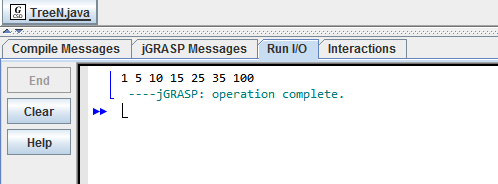 G
CSD
TreeN.java
Compile Messages
jGRASP Messages
Run I/O
Interactions
End
Clear
Help
1 5 10 15 25 35 100
----jGRASP: operation complete.